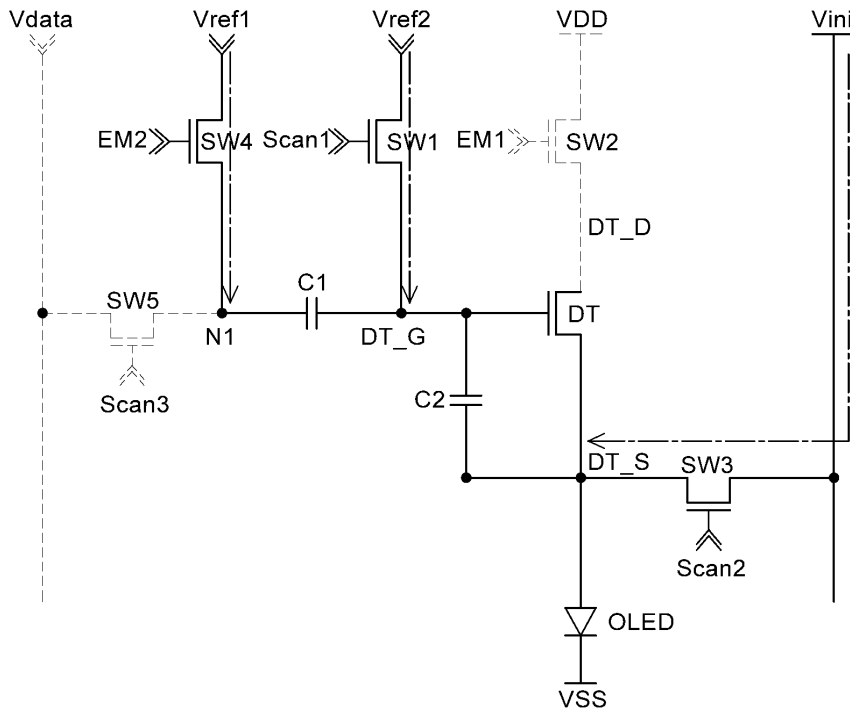 Vdata
Vref1
Vref2
VDD
Vini
EM2
SW4
Scan1
SW1
EM1
SW2
DT_D
C1
SW5
DT
N1
DT_G
Scan3
C2
DT_S
SW3
Scan2
OLED
VSS